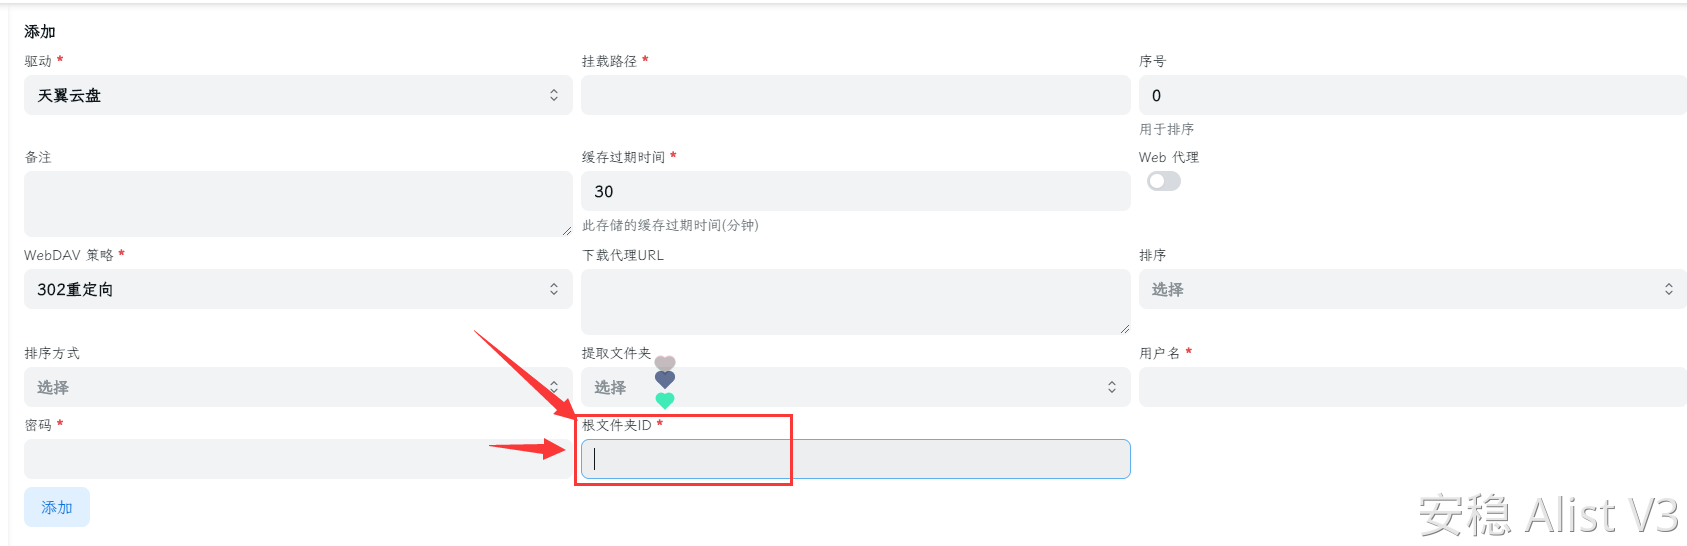 添加
驱动 *
挂载路径 *
序号
天翼云盘
0
用于排序
备注
缓存过期时间 *
Web 代理
30
此存储的缓存过期时间(分钟)
WebDAV 策略 *
下载代理URL
排序
302重定向
选择
排序方式
提取文件夹
用户名 *
选择
选择
密码 *
根文件夹ID *
添加
安稳 Alist V3